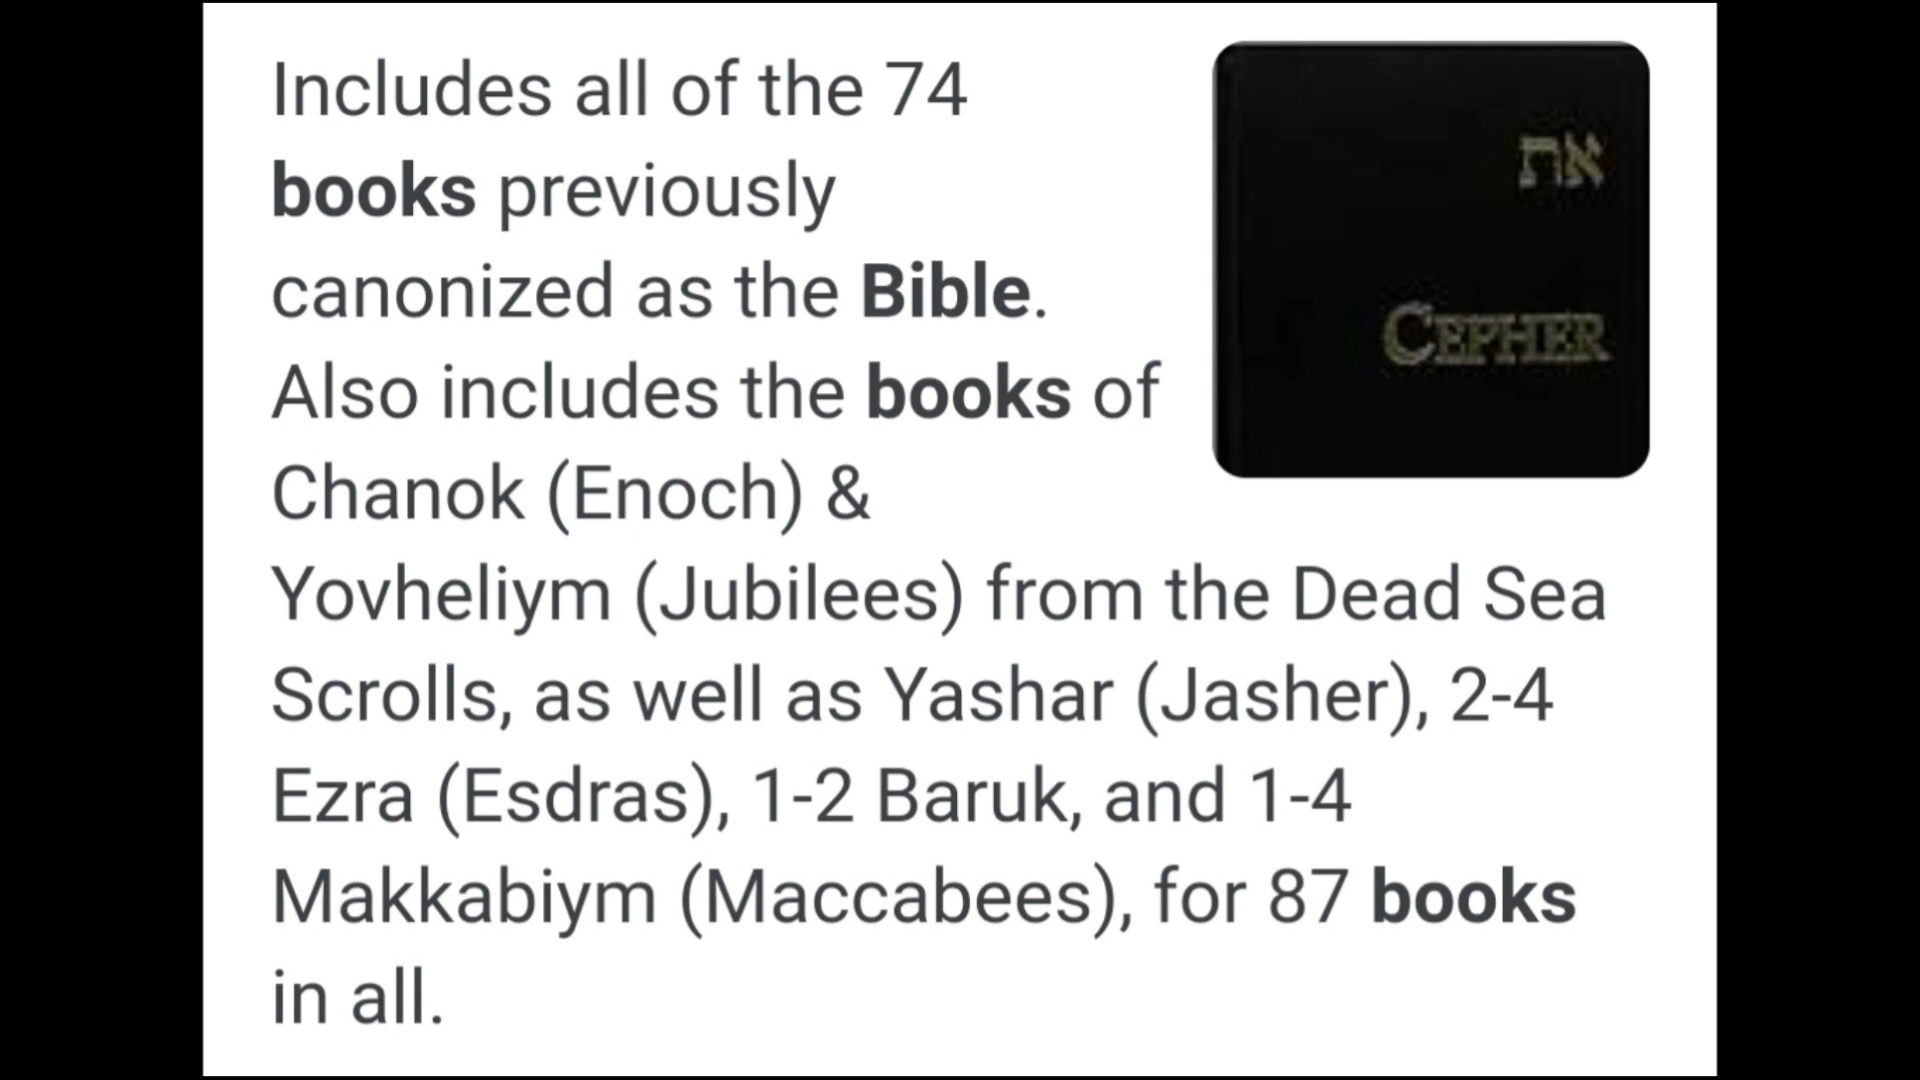 Includes all of the 74
books previously
canonized as the Bible.
Also includes the books of
Chanok (Enoch) &
Yovheliym (Jubilees) from the Dead Sea
Scrolls, as well as Yashar (Jasher), 2-4
Ezra (Esdras), 1-2 Baruk, and 1-4
Makkabiym (Maccabees), for 87 books
in all.
את
CEPHER